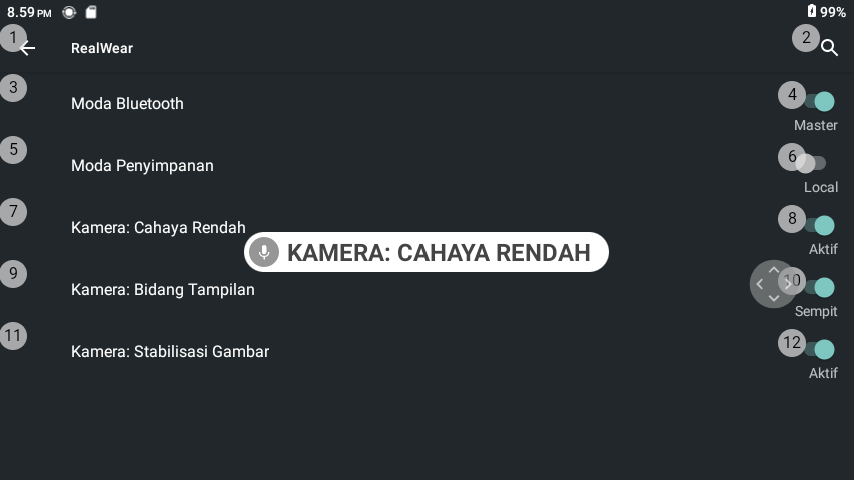 8.59 PM
99%
1
RealWear
2
3
Moda Bluetooth
4
Master
5
Moda Penyimpanan
6
Local
7
Kamera: Cahaya Rendah
8
Aktif
KAMERA: CAHAYA RENDAH
9
Kamera: Bidang Tampilan
10
Sempit
11
Kamera: Stabilisasi Gambar
12
Aktif